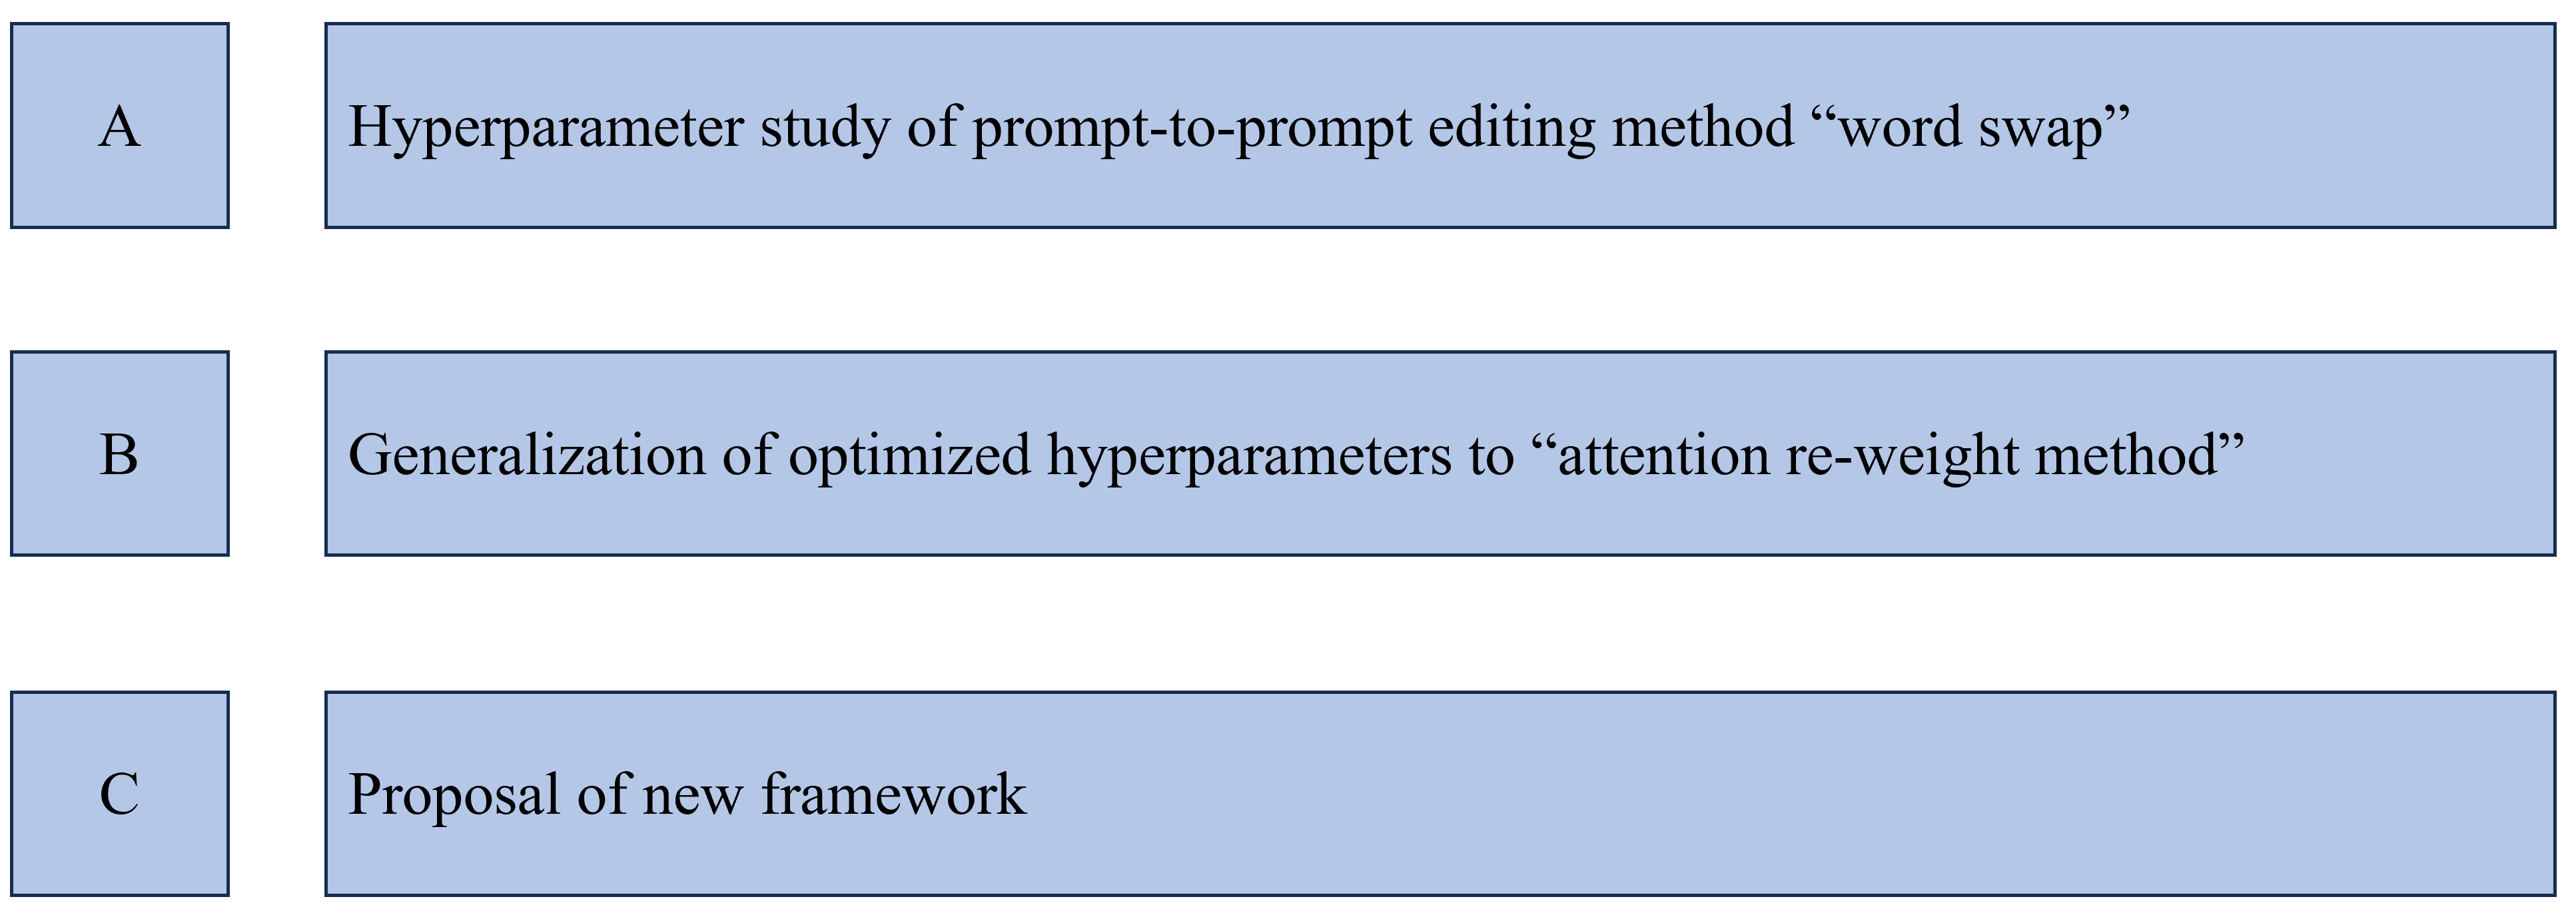 A
Hyperparameter study of prompt-to-prompt editing method “word swap”
B
Generalization of optimized hyperparameters to “attention re-weight method”
C
Proposal of new framework